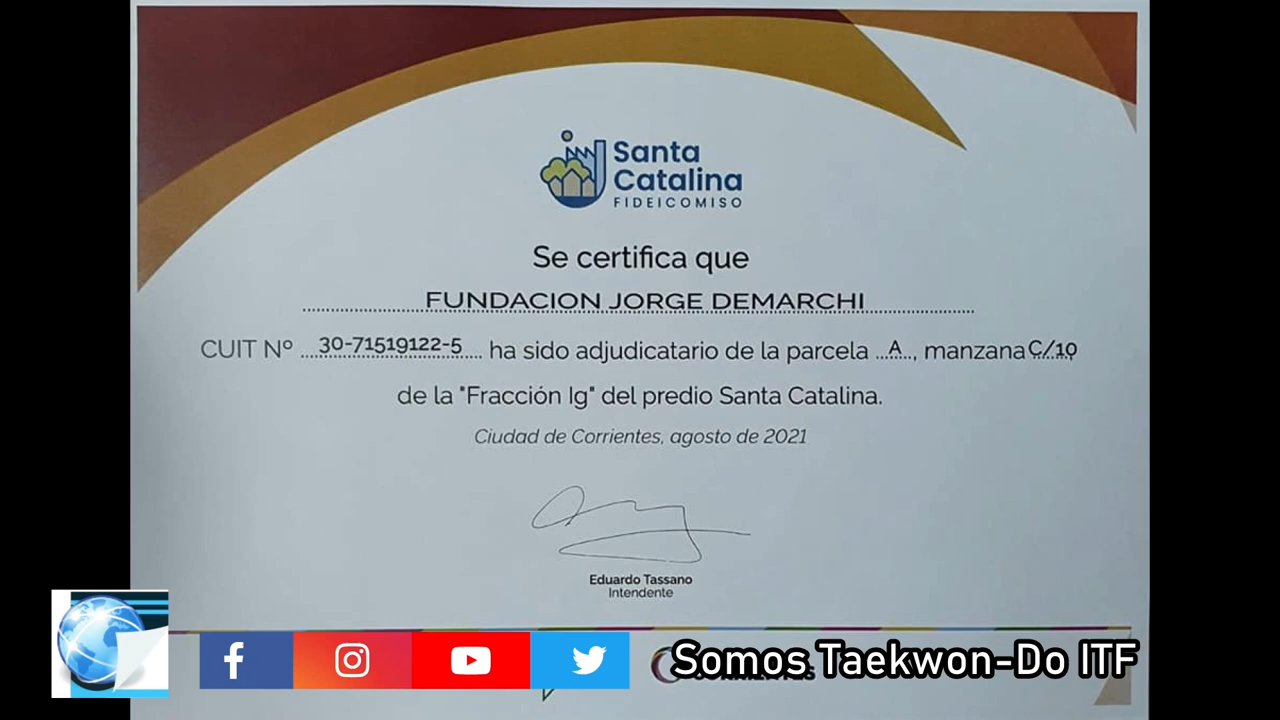 Santa
Catalina
FIDEICOMISO
Se certifica que
FUNDACION JORGE DEMARCHI
CUIT Nº 30-71519122-5 ha sido adjudicatario de la parcela A, manzana C/10
de la "Fracción Ig" del predio Santa Catalina.
Ciudad de Corrientes, agosto de 2021
Eduardo Tassano
Intendente
Somos Taekwon-Do ITF